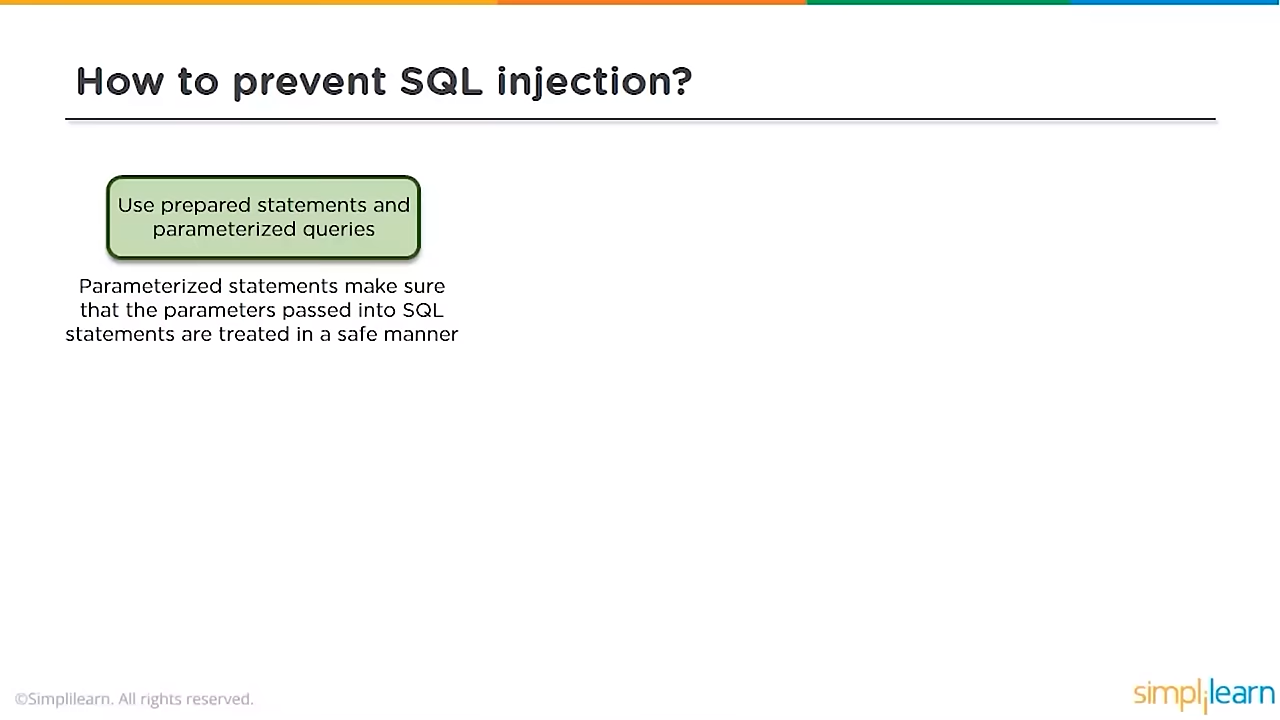 How to prevent SQL injection?
Use prepared statements and
parameterized queries
Parameterized statements make sure
that the parameters passed into SQL
statements are treated in a safe manner
©Simplilearn. All rights reserved.
simplilearn